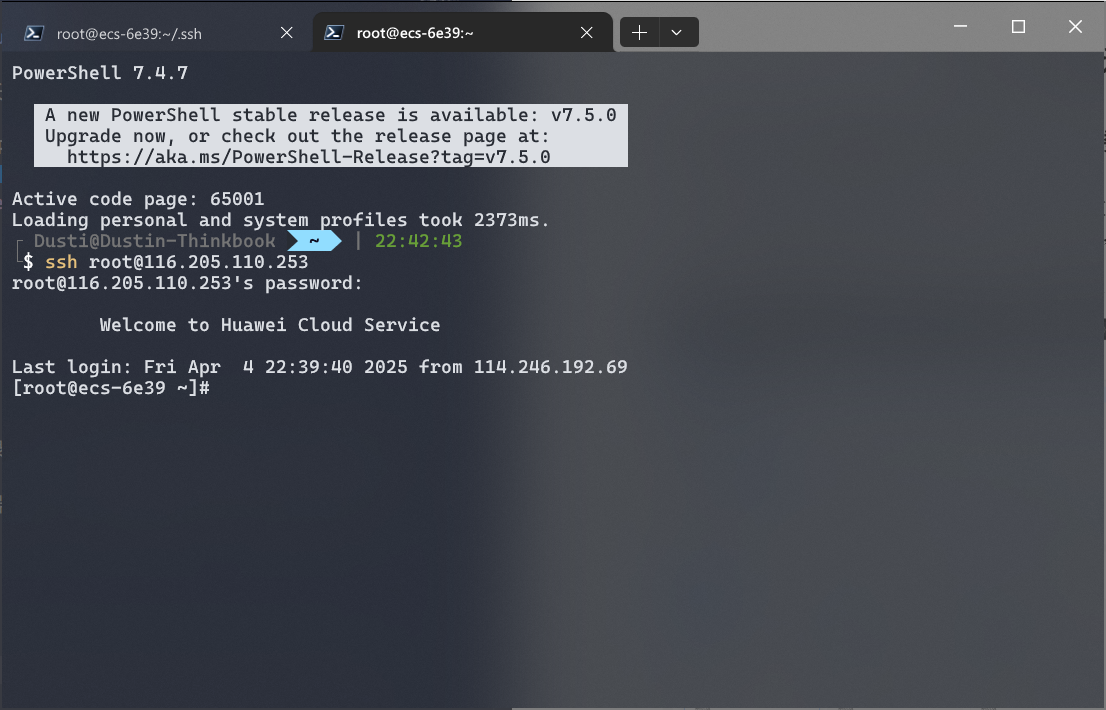 root@ecs-6e39:~/.ssh
root@ecs-6e39:~
PowerShell 7.4.7
A new PowerShell stable release is available: v7.5.0
Upgrade now, or check out the release page at:
https://aka.ms/PowerShell-Release?tag=v7.5.0
Active code page: 65001
Loading personal and system profiles took 2373ms.
Dusti@Dustin-Thinkbook ~ | 22:42:43
$ ssh root@116.205.110.253
root@116.205.110.253's password:
Welcome to Huawei Cloud Service
Last login: Fri Apr  4 22:39:40 2025 from 114.246.192.69
[root@ecs-6e39 ~]#